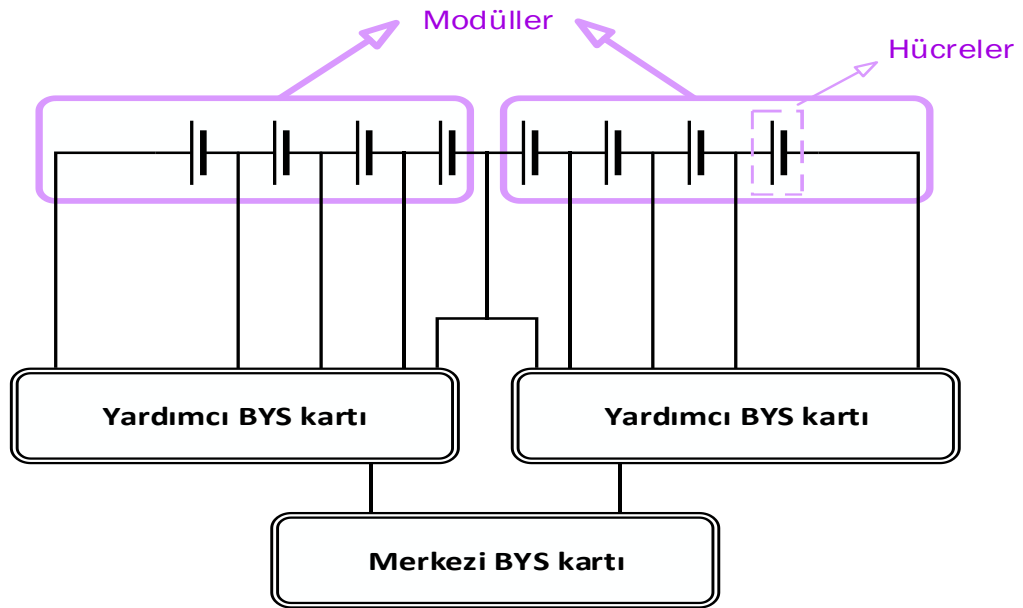 Modüller
Hücreler
Yardımcı BYS kartı
Yardımcı BYS kartı
Merkezi BYS kartı